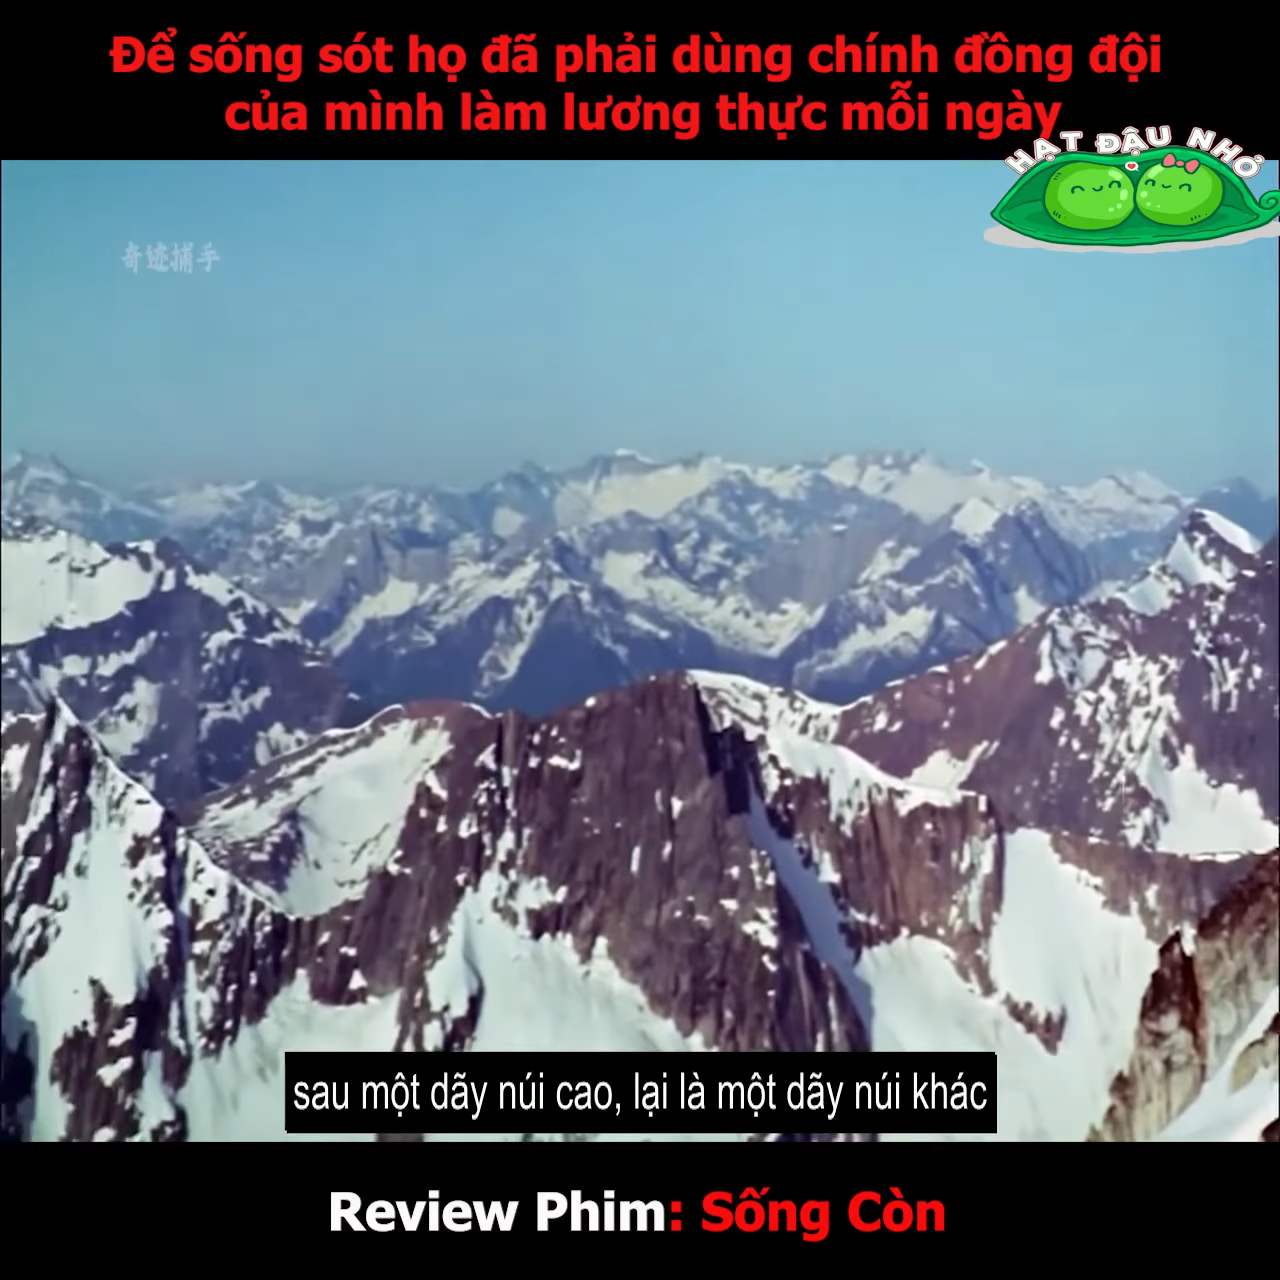 Để sống sót họ đã phải dùng chính đồng đội
của mình làm lương thực mỗi ngày
HẠT ĐẬU NHỎ
奇迹捕手
sau một dãy núi cao, lại là một dãy núi khác
Review Phim: Sống Còn